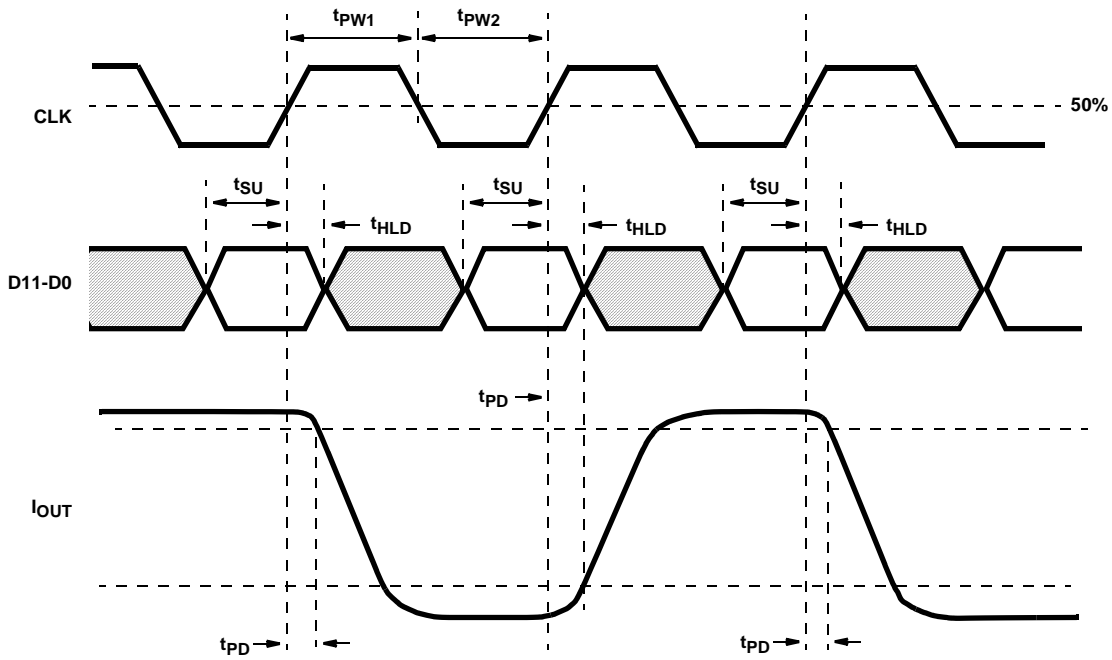 tPW1 tPW2
CLK
50%
tSU tSU tSU
tHLD tHLD tHLD
D11-D0
tPD
IOUT
tPD tPD